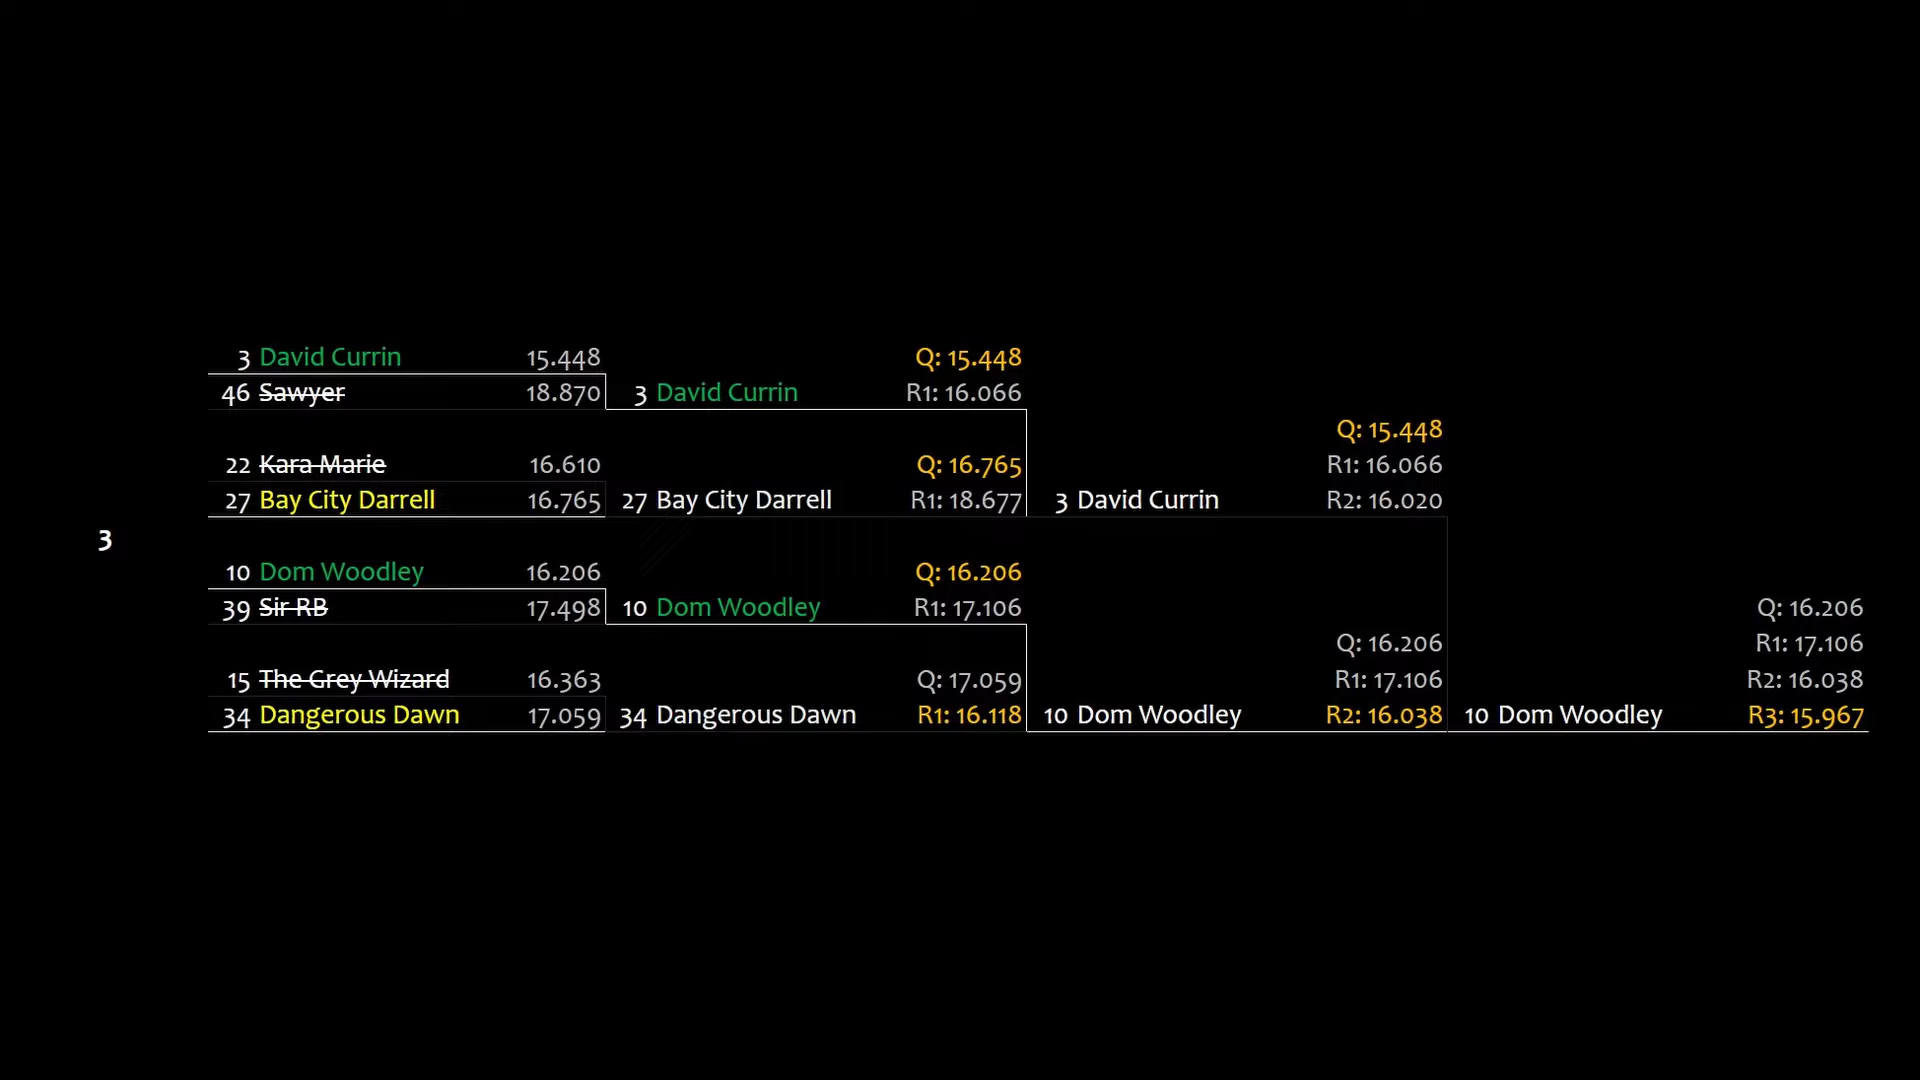 3 David Currin 15.448 Q: 15.448
46 Sawyer 18.870 3 David Currin R1: 16.066
Q: 15.448
22 Kara Marie 16.610 Q: 16.765 R1: 16.066
27 Bay City Darrell 16.765 27 Bay City Darrell R1: 18.677 3 David Currin R2: 16.020
3
10 Dom Woodley 16.206 Q: 16.206
39 Sir RB 17.498 10 Dom Woodley R1: 17.106 Q: 16.206
Q: 16.206 R1: 17.106
15 The Grey Wizard 16.363 Q: 17.059 R1: 17.106 R2: 16.038
34 Dangerous Dawn 17.059 34 Dangerous Dawn R1: 16.118 10 Dom Woodley R2: 16.038 10 Dom Woodley R3: 15.967